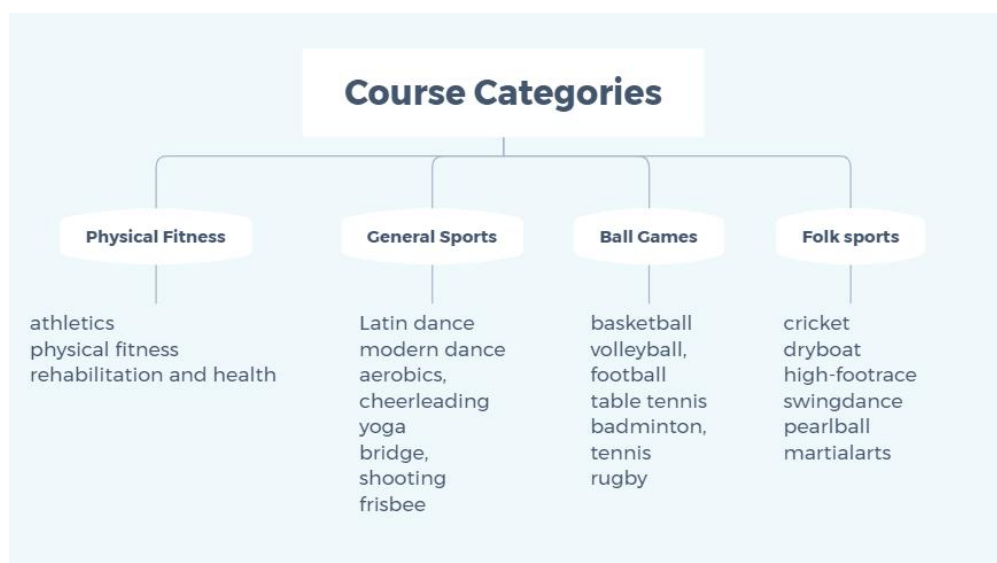 Course Categories
Physical Fitness
athletics
physical fitness
rehabilitation and health
General Sports
Latin dance
modern dance
aerobics,
cheerleading
yoga
bridge,
shooting
frisbee
Ball Games
basketball
volleyball,
football
table tennis
badminton,
tennis
rugby
Folk sports
cricket
dryboat
high-footrace
swingdance
pearlball
martialarts